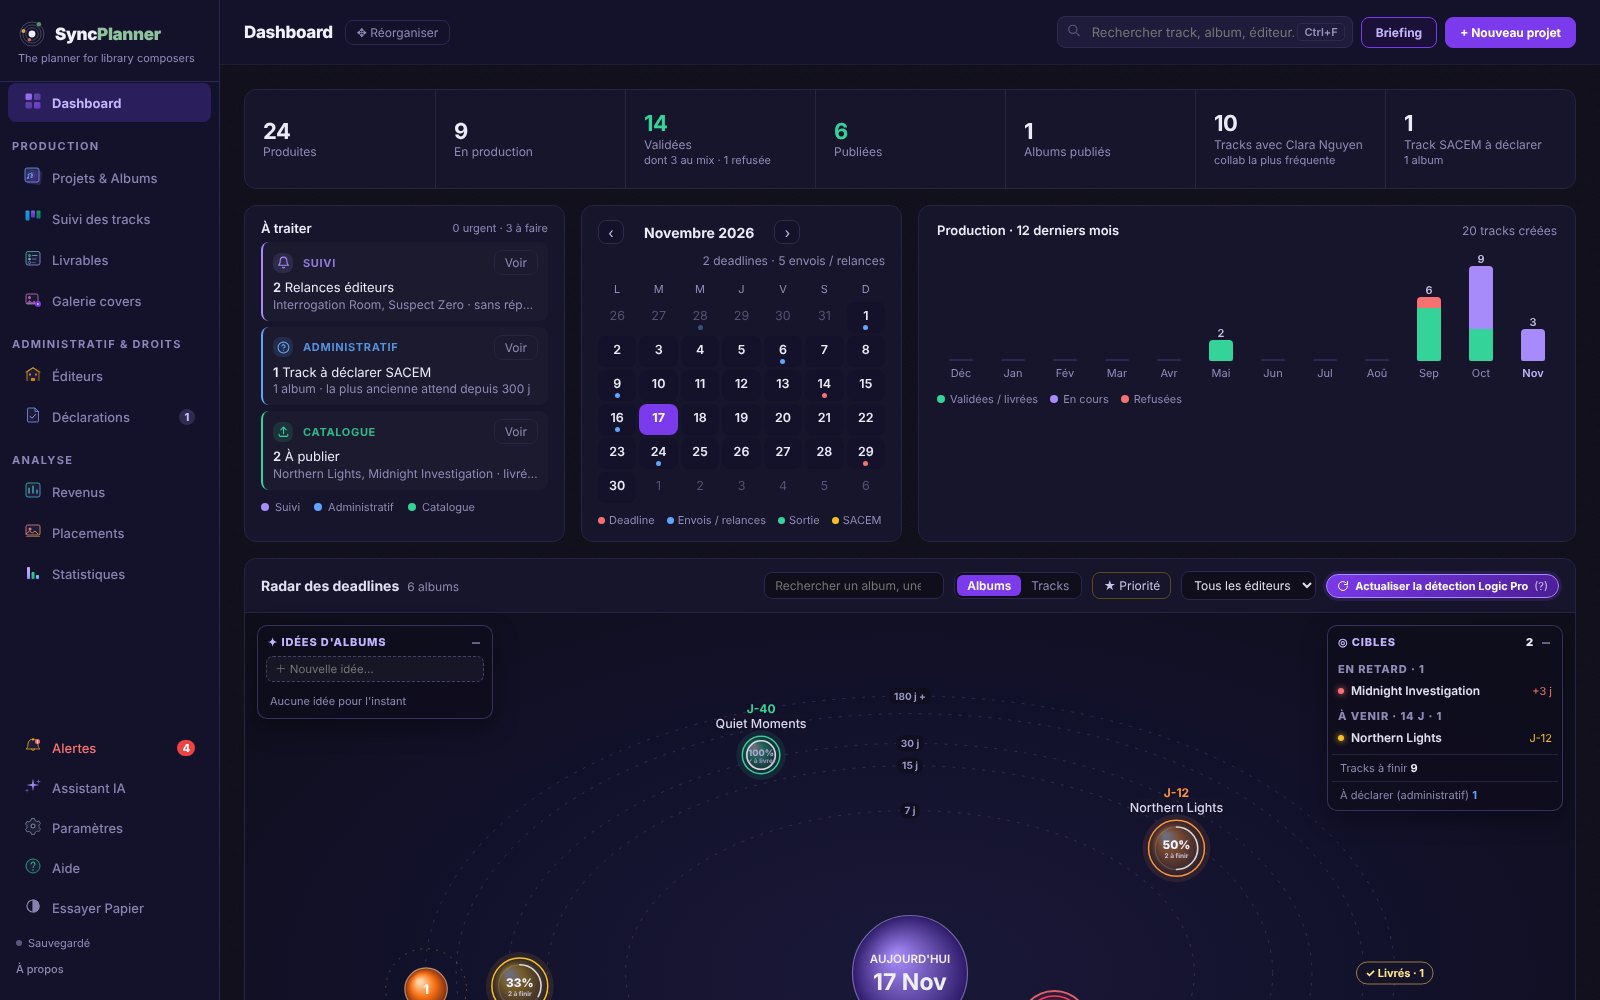 SyncPlanner
The planner for library composers
Dashboard
PRODUCTION
Projets & Albums
Suivi des tracks
Livrables
Galerie covers
ADMINISTRATIF & DROITS
Éditeurs
Déclarations 1
ANALYSE
Revenus
Placements
Statistiques
Alertes 4
Assistant IA
Paramètres
Aide
Essayer Papier
Sauvegardé
À propos
Dashboard
Réorganiser
Rechercher track, album, éditeur. Ctrl+F
Briefing
+ Nouveau projet
24
Produites
9
En production
14
Validées
dont 3 au mix · 1 refusée
6
Publiées
1
Albums publiés
10
Tracks avec Clara Nguyen
collab la plus fréquente
1
Track SACEM à déclarer
1 album
À traiter
0 urgent · 3 à faire
SUIVI
Voir
2 Relances éditeurs
Interrogation Room, Suspect Zero · sans rép...
ADMINISTRATIF
Voir
1 Track à déclarer SACEM
1 album · la plus ancienne attend depuis 300 j
CATALOGUE
Voir
2 À publier
Northern Lights, Midnight Investigation · livré...
Suivi Administratif Catalogue
‹ Novembre 2026 ›
2 deadlines · 5 envois / relances
L M M J V S D
26 27 28 29 30 31 1
2 3 4 5 6 7 8
9 10 11 12 13 14 15
16 17 18 19 20 21 22
23 24 25 26 27 28 29
30 1 2 3 4 5 6
Deadline Envois / relances Sortie SACEM
Production · 12 derniers mois
20 tracks créées
2 6 9 3
Déc Jan Fév Mar Avr Mai Jun Jul Aoû Sep Oct Nov
Validées / livrées En cours Refusées
Radar des deadlines 6 albums
Rechercher un album, une
Albums Tracks
★ Priorité
Tous les éditeurs
Actualiser la détection Logic Pro (?)
✦ IDÉES D'ALBUMS –
+ Nouvelle idée...
Aucune idée pour l'instant
◎ CIBLES 2 –
EN RETARD · 1
Midnight Investigation +3 j
À VENIR · 14 J · 1
Northern Lights J-12
Tracks à finir 9
À déclarer (administratif) 1
180 j +
30 j
15 j
7 j
J-40
Quiet Moments
100%
J-12
Northern Lights
50%
2 à finir
AUJOURD'HUI
17 Nov
1
33%
2 à finir
✓ Livrés · 1